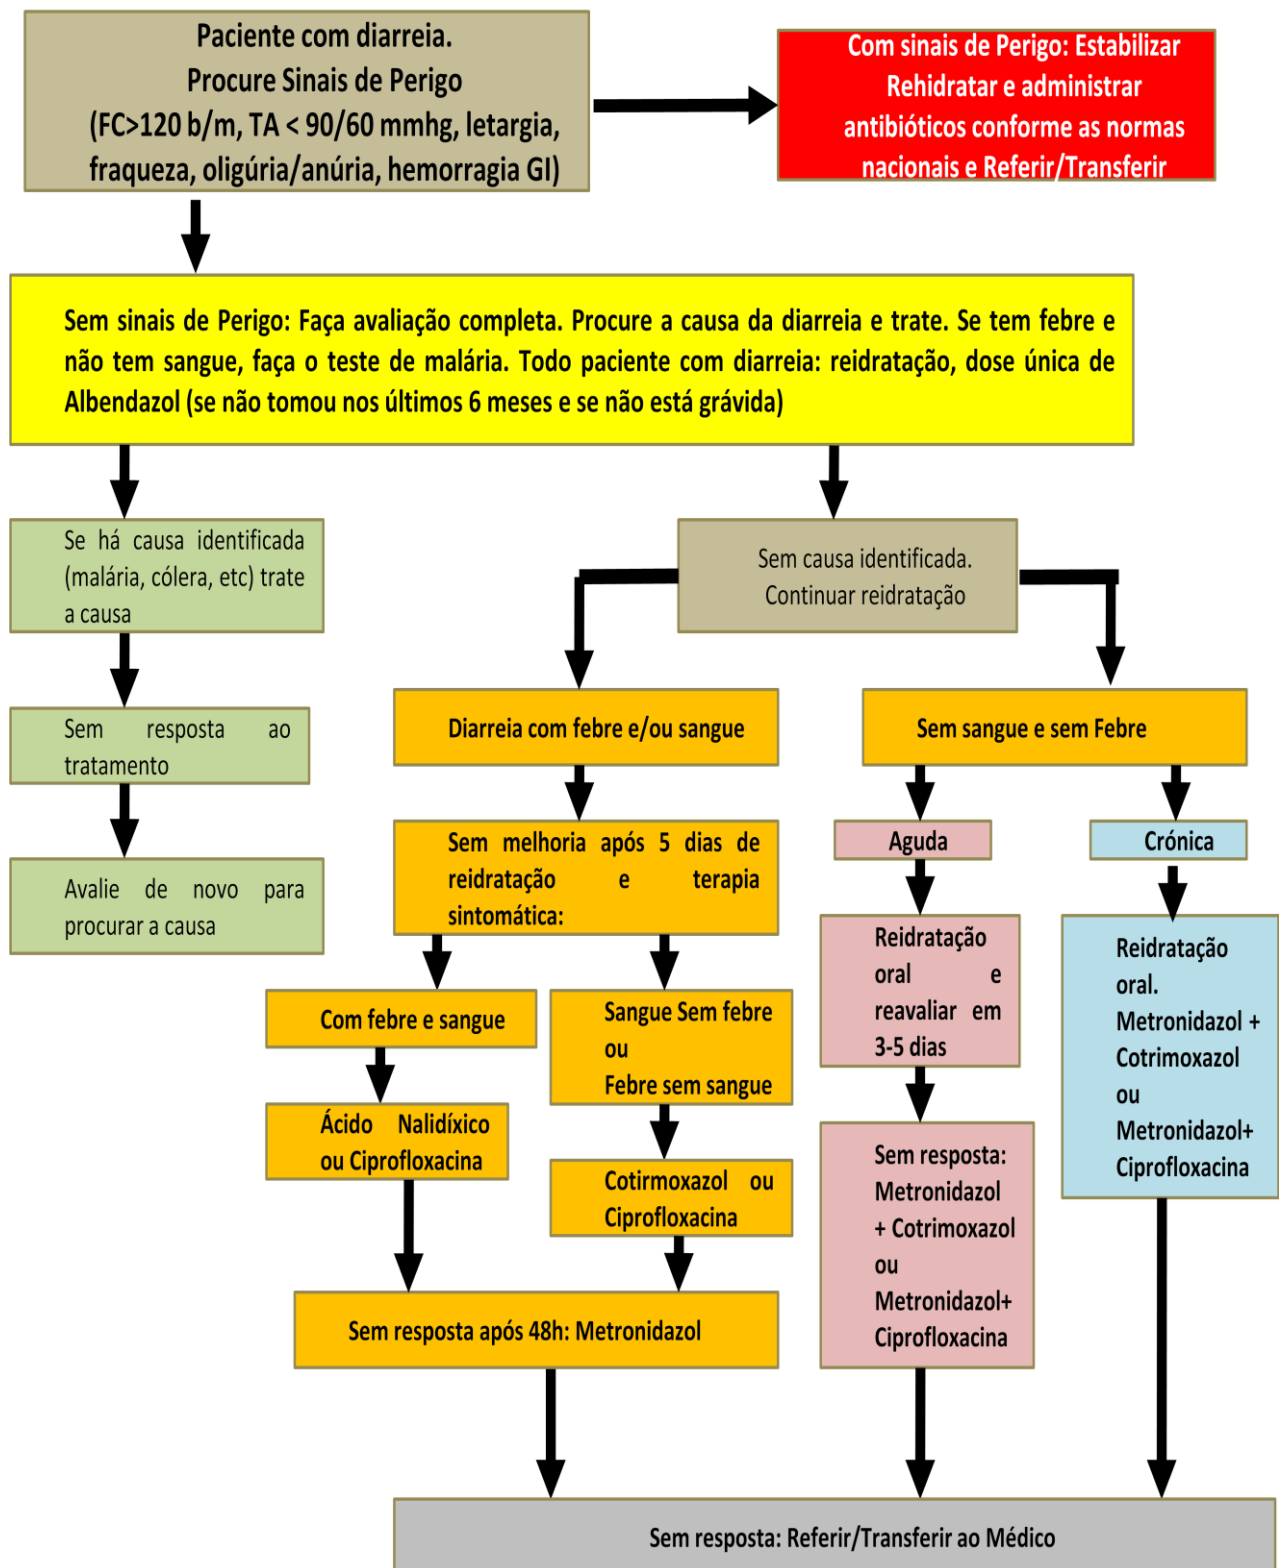 Paciente com diarreia.
Procure Sinais de Perigo
(FC>120 b/m, TA < 90/60 mmhg, letargia,
fraqueza, oligúria/anúria, hemorragia GI)
Com sinais de Perigo: Estabilizar
Rehidratar e administrar
antibióticos conforme as normas
nacionais e Referir/Transferir
Sem sinais de Perigo: Faça avaliação completa. Procure a causa da diarreia e trate. Se tem febre e
não tem sangue, faça o teste de malária. Todo paciente com diarreia: reidratação, dose única de
Albendazol (se não tomou nos últimos 6 meses e se não está grávida)
Se há causa identificada
(malária, cólera, etc) trate
a causa
Sem resposta ao
tratamento
Avalie de novo para
procurar a causa
Sem causa identificada.
Continuar reidratação
Diarreia com febre e/ou sangue
Sem melhoria após 5 dias de
reidratação e terapia
sintomática:
Com febre e sangue
Ácido Nalidíxico
ou Ciprofloxacina
Sangue Sem febre
ou
Febre sem sangue
Cotirmoxazol ou
Ciprofloxacina
Sem resposta após 48h: Metronidazol
Sem sangue e sem Febre
Aguda
Reidratação
oral e
reavaliar em
3-5 dias
Sem resposta:
Metronidazol
+ Cotrimoxazol
ou
Metronidazol+
Ciprofloxacina
Crónica
Reidratação
oral.
Metronidazol +
Cotrimoxazol
ou
Metronidazol+
Ciprofloxacina
Sem resposta: Referir/Transferir ao Médico